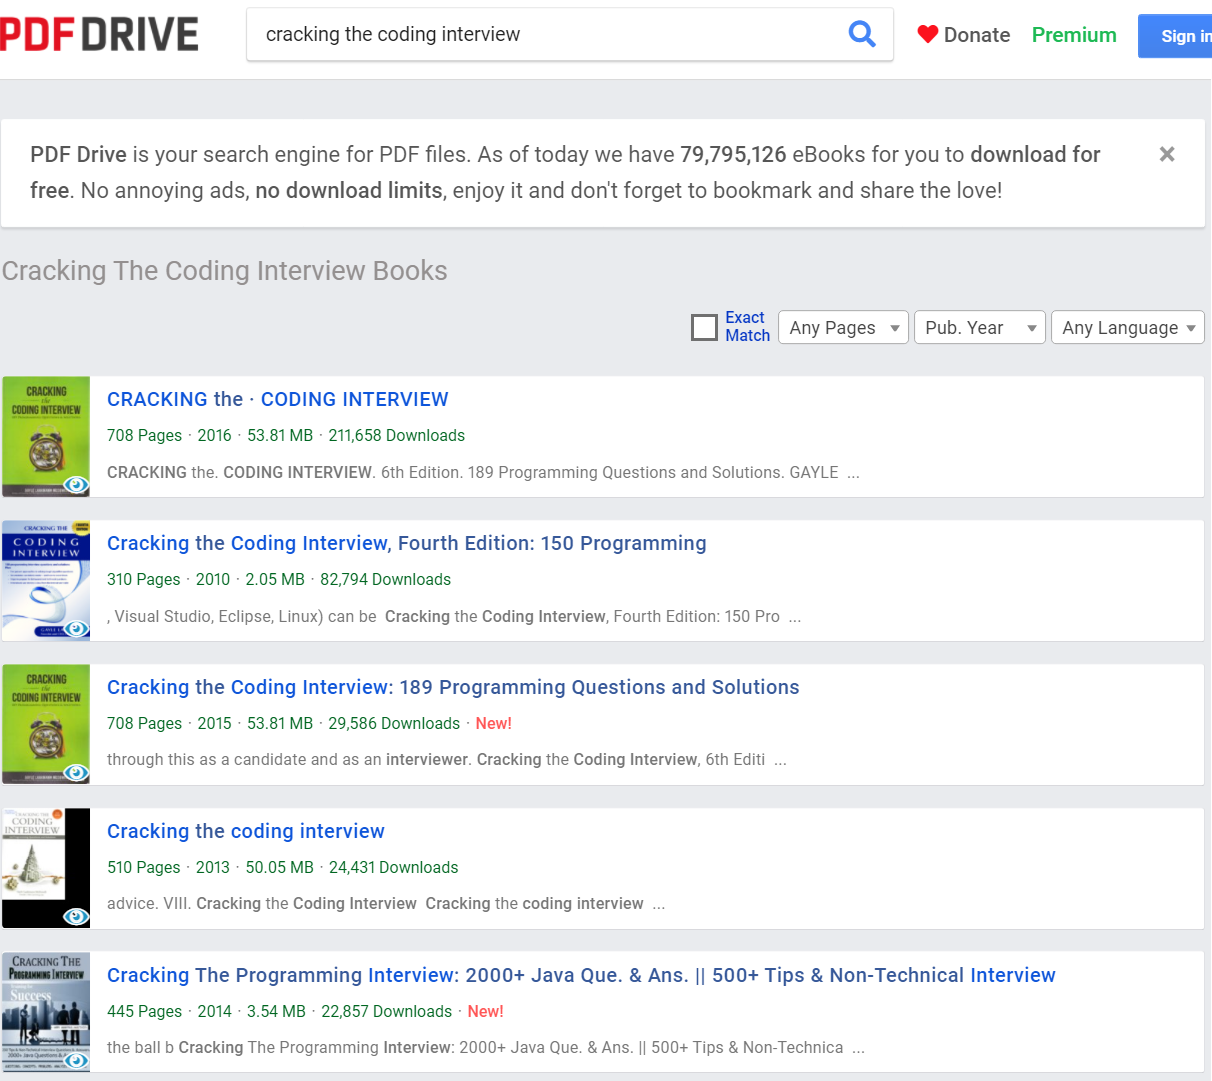 PDFDRIVE
cracking the coding interview
Donate
Premium
Sign in
PDF Drive is your search engine for PDF files. As of today we have 79,795,126 eBooks for you to download for
free. No annoying ads, no download limits, enjoy it and don't forget to bookmark and share the love!
Cracking The Coding Interview Books
Exact
Match
Any Pages
Pub. Year
Any Language
CRACKING
the
CODING INTERVIEW
CRACKING the · CODING INTERVIEW
708 Pages · 2016 · 53.81 MB · 211,658 Downloads
CRACKING the. CODING INTERVIEW. 6th Edition. 189 Programming Questions and Solutions. GAYLE ...
CRACKING THE
CODING
INTERVIEW
Cracking the Coding Interview, Fourth Edition: 150 Programming
310 Pages · 2010 · 2.05 MB · 82,794 Downloads
, Visual Studio, Eclipse, Linux) can be Cracking the Coding Interview, Fourth Edition: 150 Pro ...
CRACKING
the
CODING INTERVIEW
Cracking the Coding Interview: 189 Programming Questions and Solutions
708 Pages · 2015 · 53.81 MB · 29,586 Downloads · New!
through this as a candidate and as an interviewer. Cracking the Coding Interview, 6th Editi ...
CRACKING THE
CODING
INTERVIEW
Cracking the coding interview
510 Pages · 2013 · 50.05 MB · 24,431 Downloads
advice. VIII. Cracking the Coding Interview Cracking the coding interview ...
CRACKING THE
PROGRAMMING INTERVIEW
Success
Cracking The Programming Interview: 2000+ Java Que. & Ans. || 500+ Tips & Non-Technical Interview
445 Pages · 2014 · 3.54 MB · 22,857 Downloads · New!
the ball b Cracking The Programming Interview: 2000+ Java Que. & Ans. || 500+ Tips & Non-Technica ...